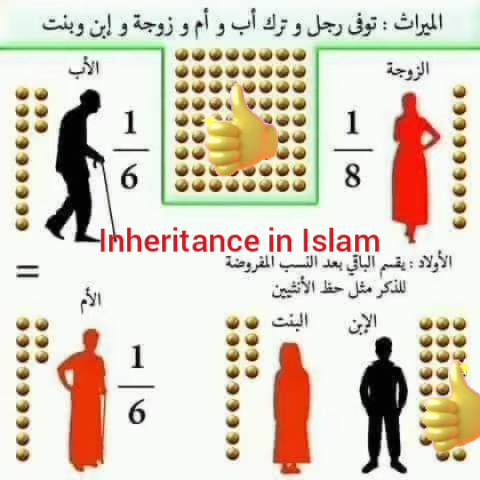 الميراث : توفى رجل و ترك أب و أم و زوجة و إبن وبنت
الأب
الزوجة
1
6
1
8
Inheritance in Islam
الأولاد : يقسم الباقي بعد النسب المفروضة
للذكر مثل حظ الأنثيين
=
الأم
البنت
الإبن
1
6